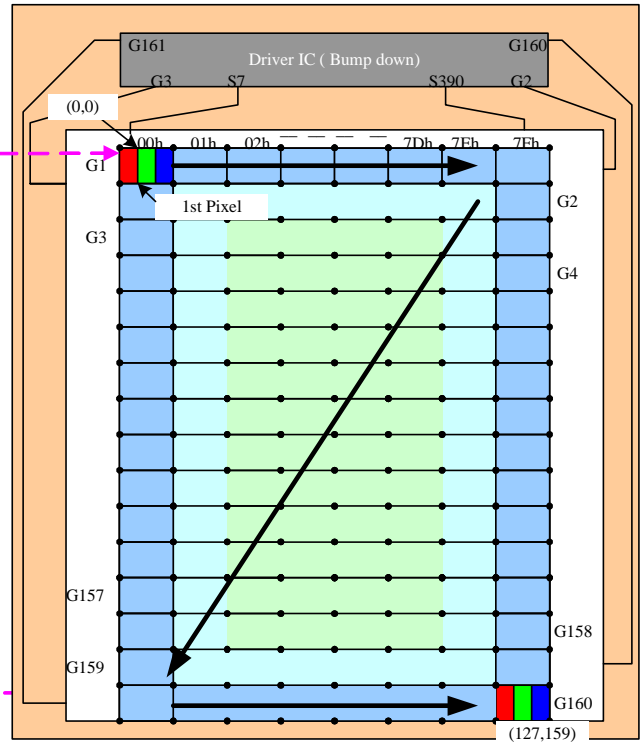 G161 G160
Driver IC ( Bump down)
G3 S7 S390 G2
(0,0)
00h 01h 02h 7Dh 7Eh 7Fh
G1
1st Pixel
G2
G3
G4
G157
G158
G159
G160
(127,159)